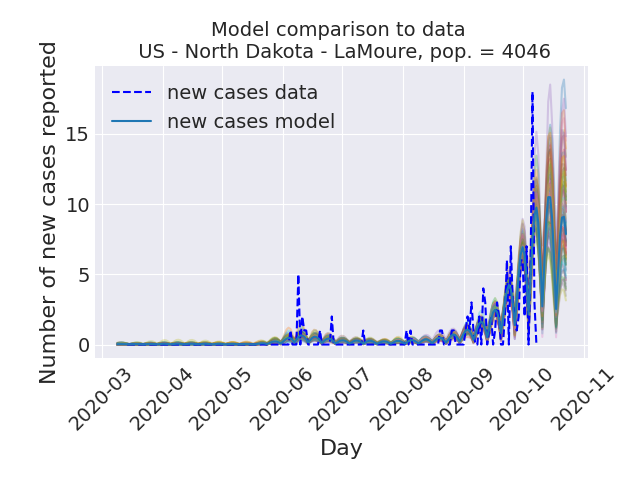 Model comparison to data
US - North Dakota - LaMoure, pop. = 4046
Number of new cases reported
new cases data
new cases model
15
10
5
0
2020-03
2020-04
2020-05
2020-06
2020-07
2020-08
2020-09
2020-10
2020-11
Day